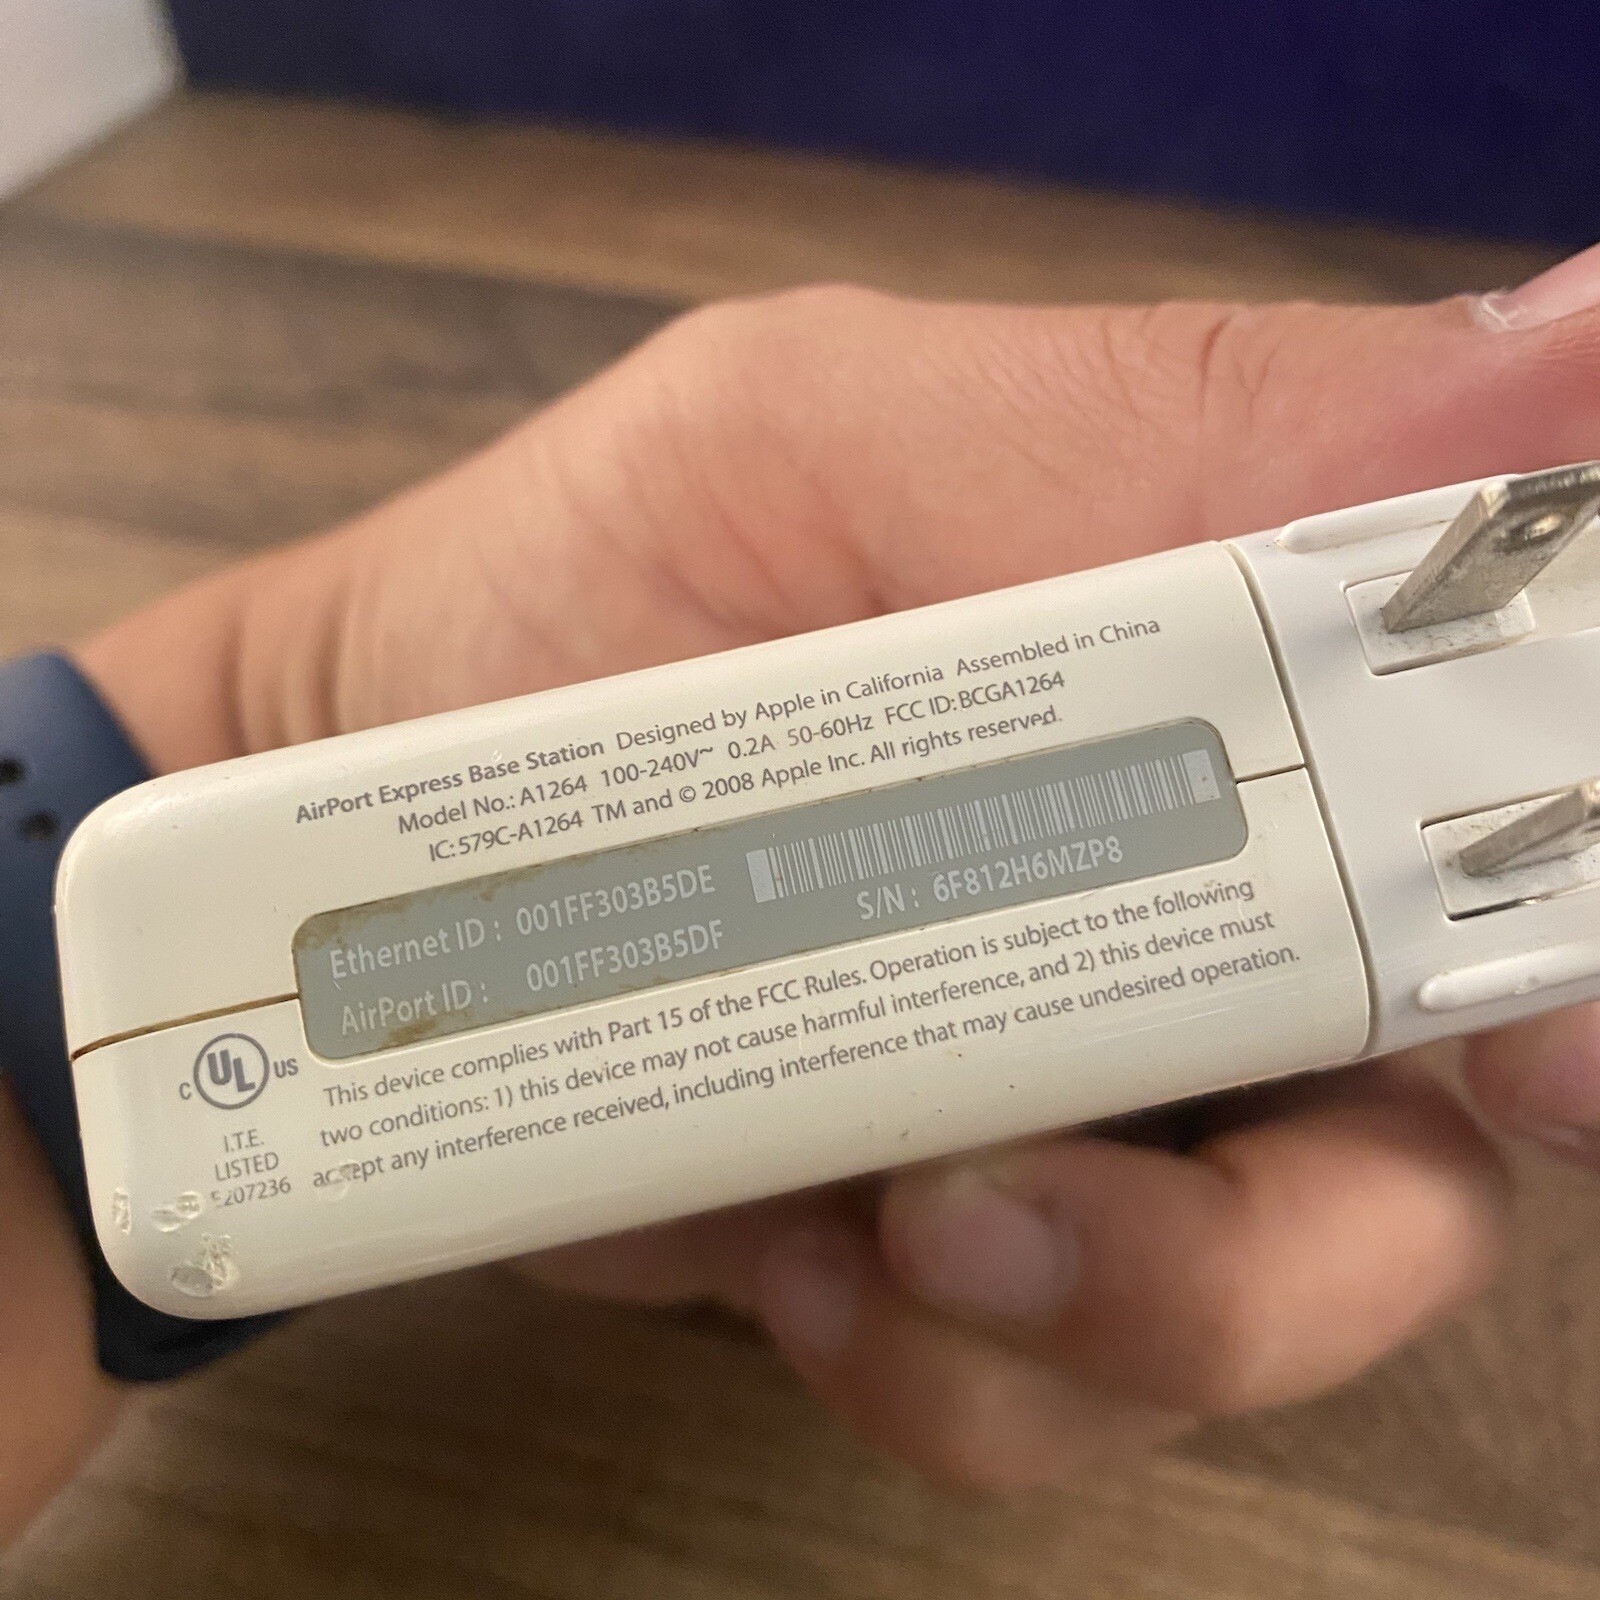 AirPort Express Base Station Designed by Apple in California Assembled in China
Model No.: A1264 100-240V~ 0.2A 50-60Hz FCC ID: BCGA1264
IC: 579C-A1264 TM and © 2008 Apple Inc. All rights reserved.
Ethernet ID : 001FF303B5DE
AirPort ID : 001FF303B5DF
S/N : 6F812H6MZP8
This device complies with Part 15 of the FCC Rules. Operation is subject to the following
two conditions: 1) this device may not cause harmful interference, and 2) this device must
accept any interference received, including interference that may cause undesired operation.
C UL US
I.T.E.
LISTED